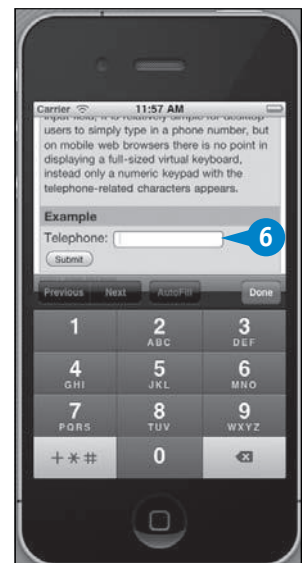 Carrier 11:57 AM
input field, it is relatively simple for desktop
users to simply type in a phone number, but
on mobile web browsers there is no point in
displaying a full-sized virtual keyboard,
instead only a numeric keypad with the
telephone-related characters appears.
Example
Telephone:
6
Submit
Previous Next AutoFill Done
1 2 3
ABC DEF
4 5 6
GHI JKL MNO
7 8 9
PQRS TUV WXYZ
+*# 0